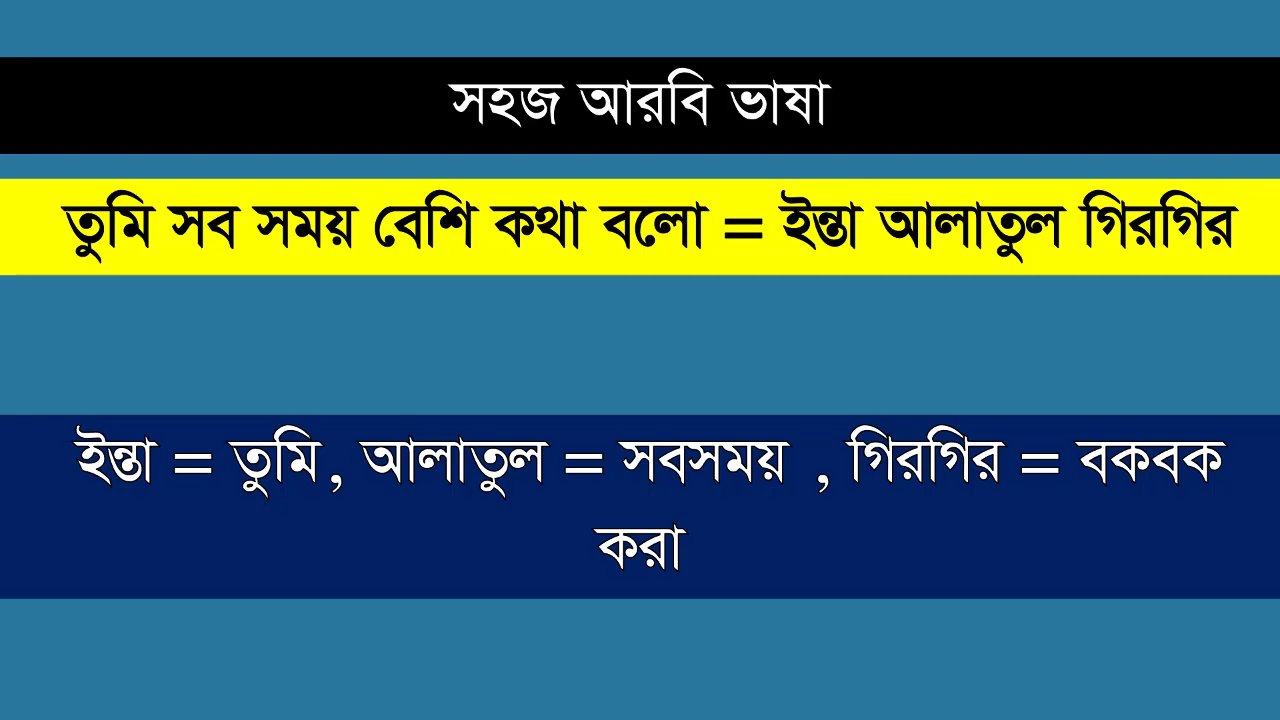 সহজ আরবি ভাষা
তুমি সব সময় বেশি কথা বলো = ইন্তা আলাতুল গিরগির
ইন্তা = তুমি , আলাতুল = সবসময় , গিরগির = বকবক
করা